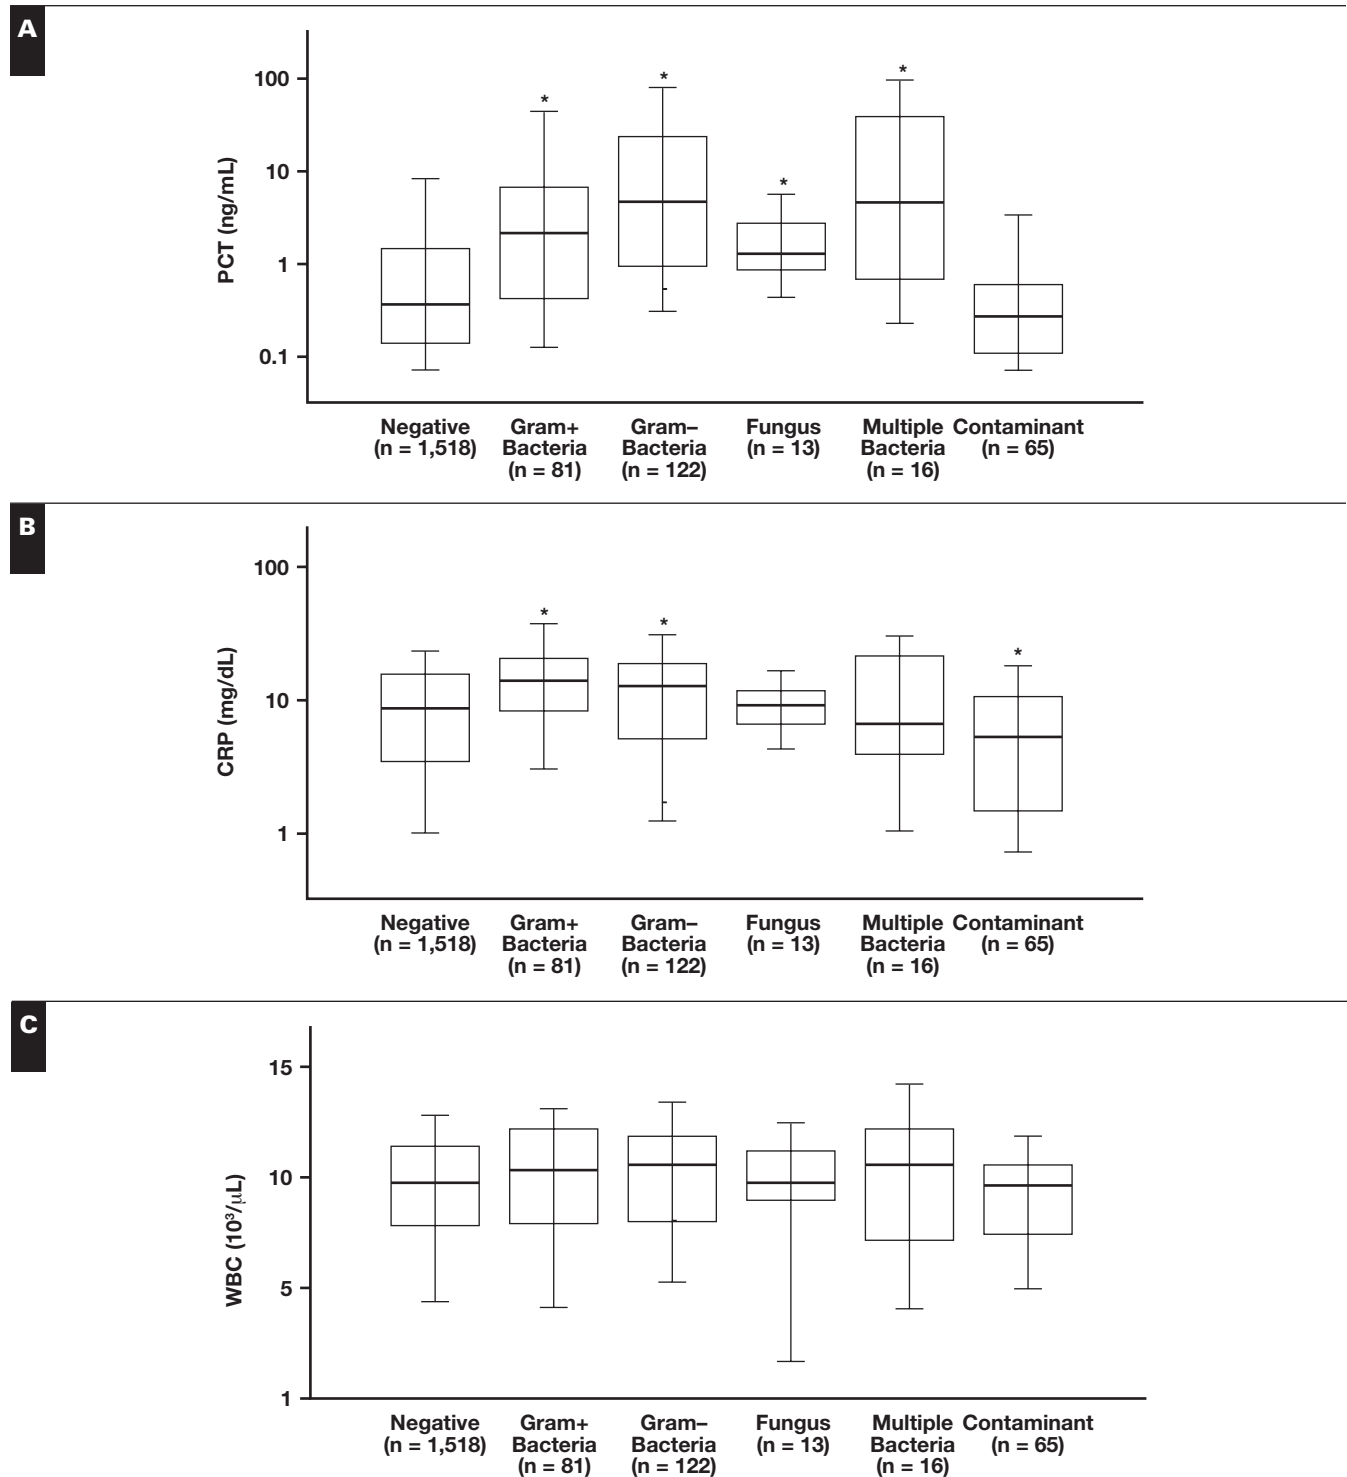 A
PCT (ng/mL)
100
10
1
0.1
*
*
*
*
Negative
(n = 1,518)
Gram+
Bacteria
(n = 81)
Gram–
Bacteria
(n = 122)
Fungus
(n = 13)
Multiple
Bacteria
(n = 16)
Contaminant
(n = 65)
B
CRP (mg/dL)
100
10
1
*
*
*
Negative
(n = 1,518)
Gram+
Bacteria
(n = 81)
Gram–
Bacteria
(n = 122)
Fungus
(n = 13)
Multiple
Bacteria
(n = 16)
Contaminant
(n = 65)
C
WBC (10³/μL)
15
10
5
1
Negative
(n = 1,518)
Gram+
Bacteria
(n = 81)
Gram–
Bacteria
(n = 122)
Fungus
(n = 13)
Multiple
Bacteria
(n = 16)
Contaminant
(n = 65)